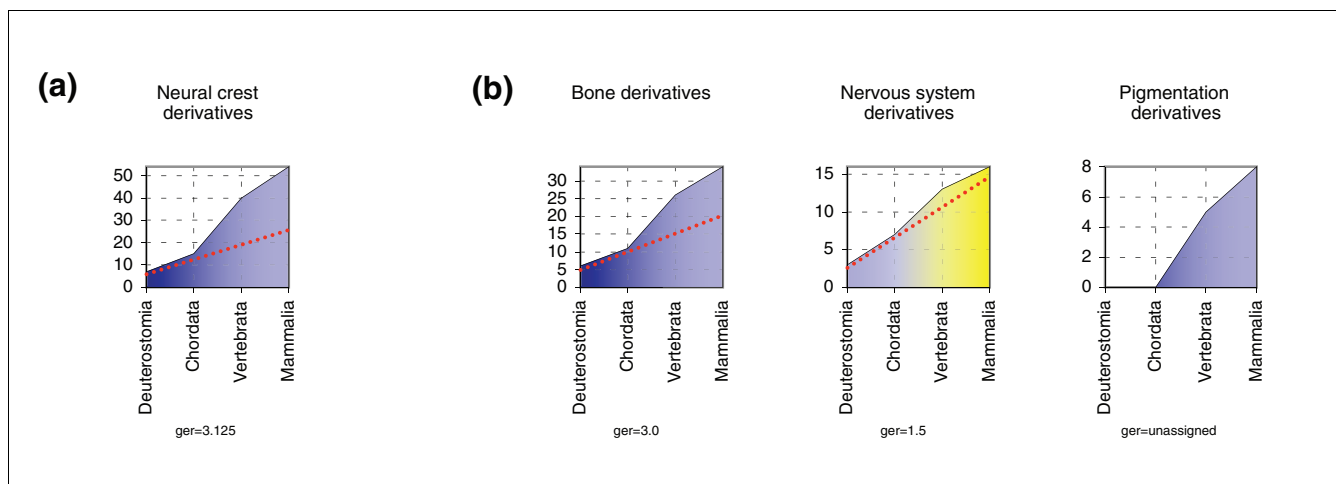 (a)
Neural crest
derivatives
50
40
30
20
10
0
Deuterostomia
Chordata
Vertebrata
Mammalia
ger=3.125
(b)
Bone derivatives
30
25
20
15
10
5
0
Deuterostomia
Chordata
Vertebrata
Mammalia
ger=3.0
Nervous system
derivatives
15
10
5
0
Deuterostomia
Chordata
Vertebrata
Mammalia
ger=1.5
Pigmentation
derivatives
8
6
4
2
0
Deuterostomia
Chordata
Vertebrata
Mammalia
ger=unassigned